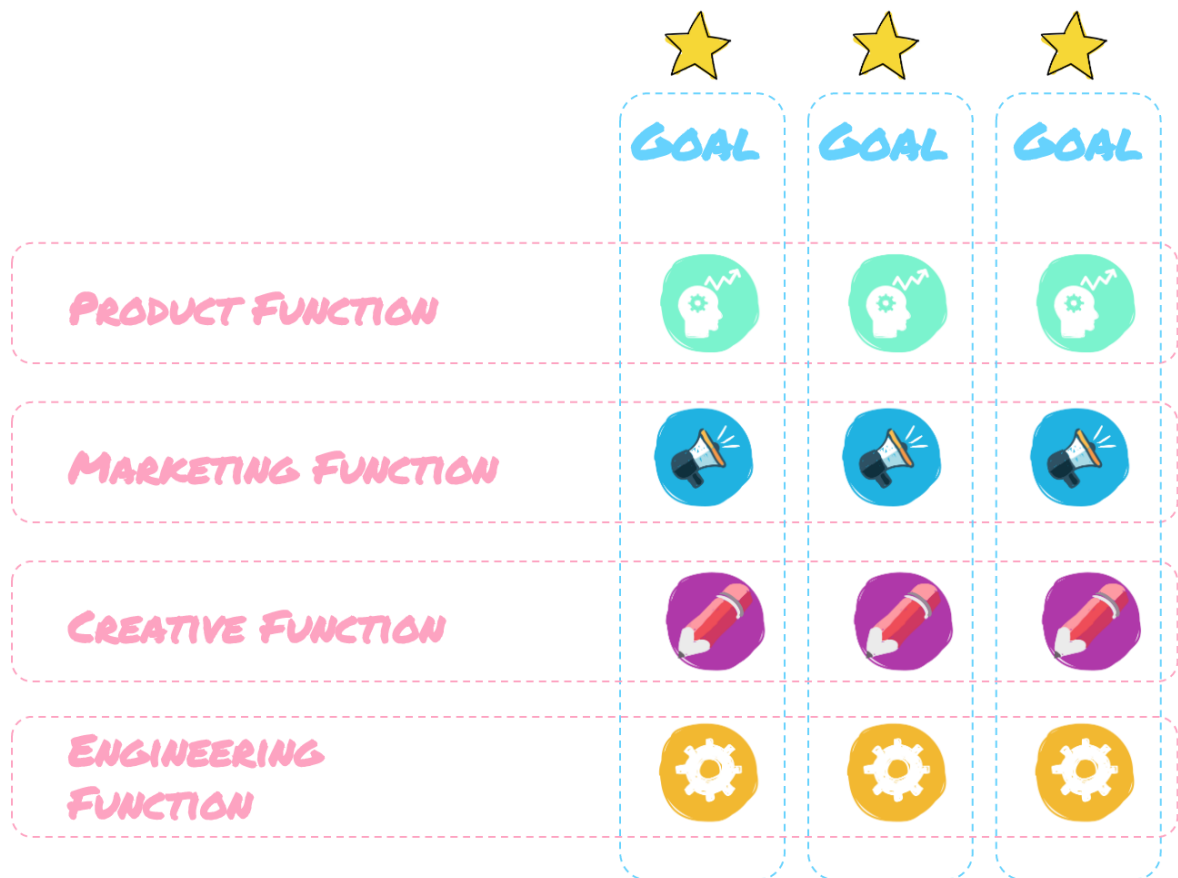 Goal Goal Goal
Product Function
Marketing Function
Creative Function
Engineering
Function